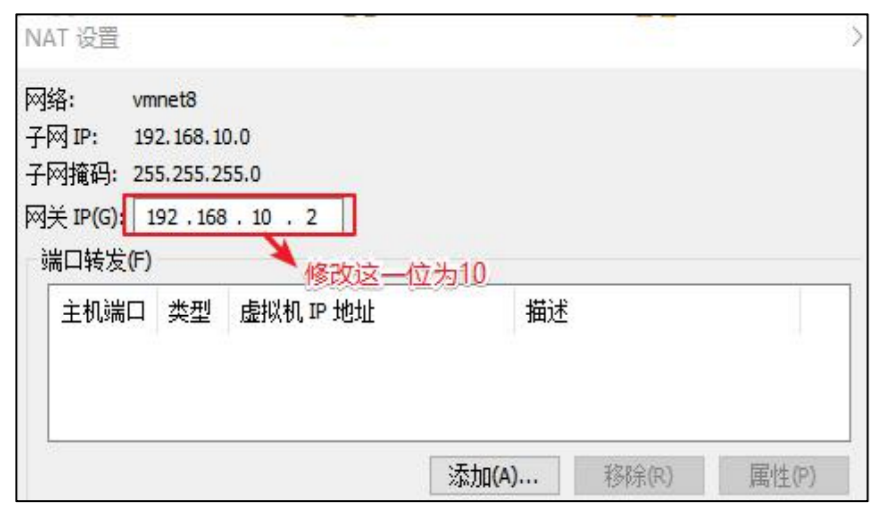 NAT 设置
网络: vmnet8
子网 IP: 192.168.10.0
子网掩码: 255.255.255.0
网关 IP(G): 192 . 168 . 10 . 2
修改这一位为10
端口转发(F)
主机端口 类型 虚拟机 IP 地址 描述
添加(A)... 移除(R) 属性(P)